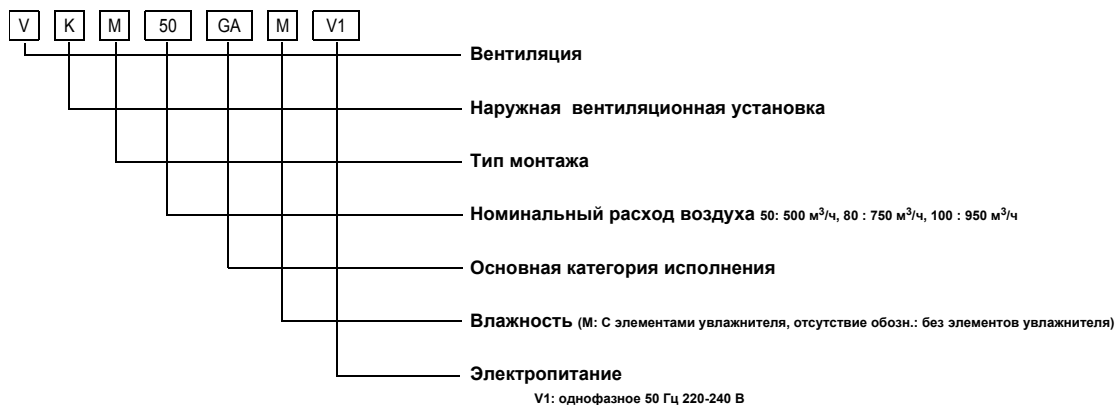 V K M 50 GA M V1
Вентиляция
Наружная вентиляционная установка
Тип монтажа
Номинальный расход воздуха 50: 500 м³/ч, 80 : 750 м³/ч, 100 : 950 м³/ч
Основная категория исполнения
Влажность (М: С элементами увлажнителя, отсутствие обозн.: без элементов увлажнителя)
Электропитание
V1: однофазное 50 Гц 220-240 В